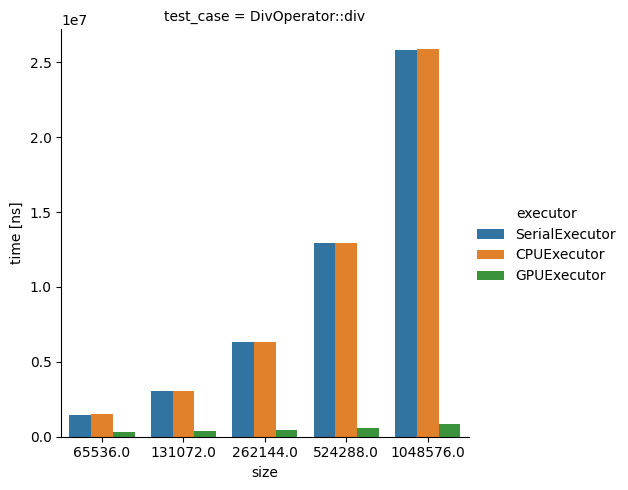 test_case = DivOperator::div
1e7
2.5
2.0
1.5
1.0
0.5
0.0
time [ns]
65536.0 131072.0 262144.0 524288.0 1048576.0
size
executor
SerialExecutor
CPUExecutor
GPUExecutor